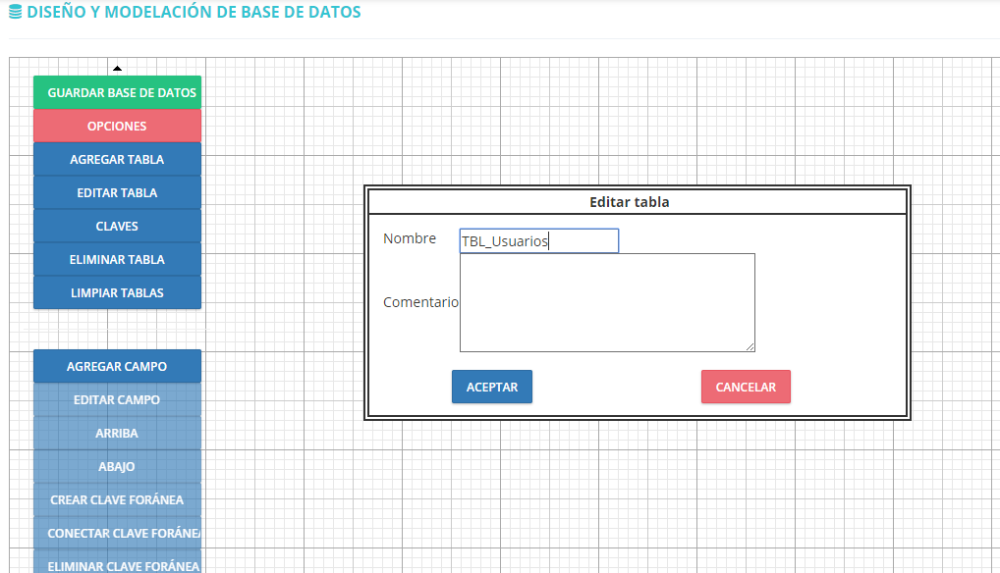 DISEÑO Y MODELACIÓN DE BASE DE DATOS
GUARDAR BASE DE DATOS
OPCIONES
AGREGAR TABLA
EDITAR TABLA
CLAVES
ELIMINAR TABLA
LIMPIAR TABLAS
AGREGAR CAMPO
EDITAR CAMPO
ARRIBA
ABAJO
CREAR CLAVE FORÁNEA
CONECTAR CLAVE FORÁNEA
ELIMINAR CLAVE FORÁNEA
Editar tabla
Nombre TBL_Usuarios
Comentario
ACEPTAR CANCELAR